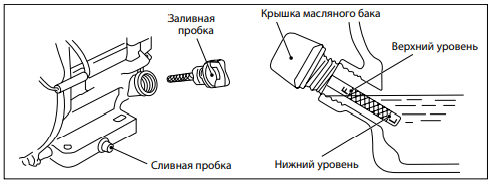 Заливная
пробка
Сливная пробка
Крышка масляного бака
Верхний уровень
F
L
Нижний уровень